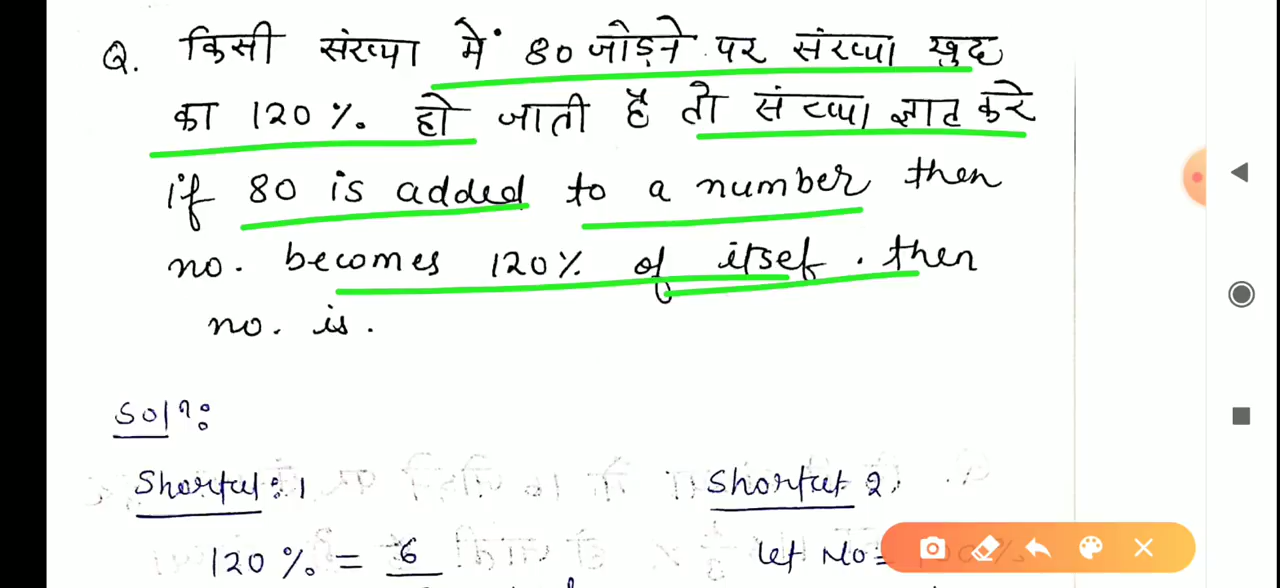 Q. किसी संख्या में 80 जोड़ने पर संख्या खुद
का 120 %. हो जाती है तो संख्या ज्ञात करे
if 80 is added to a number then
no. becomes 120% of itself. then
no. is.
Solⁿ:
Shortcut: 1 Shortcut 2,
120 % = 6 let No =